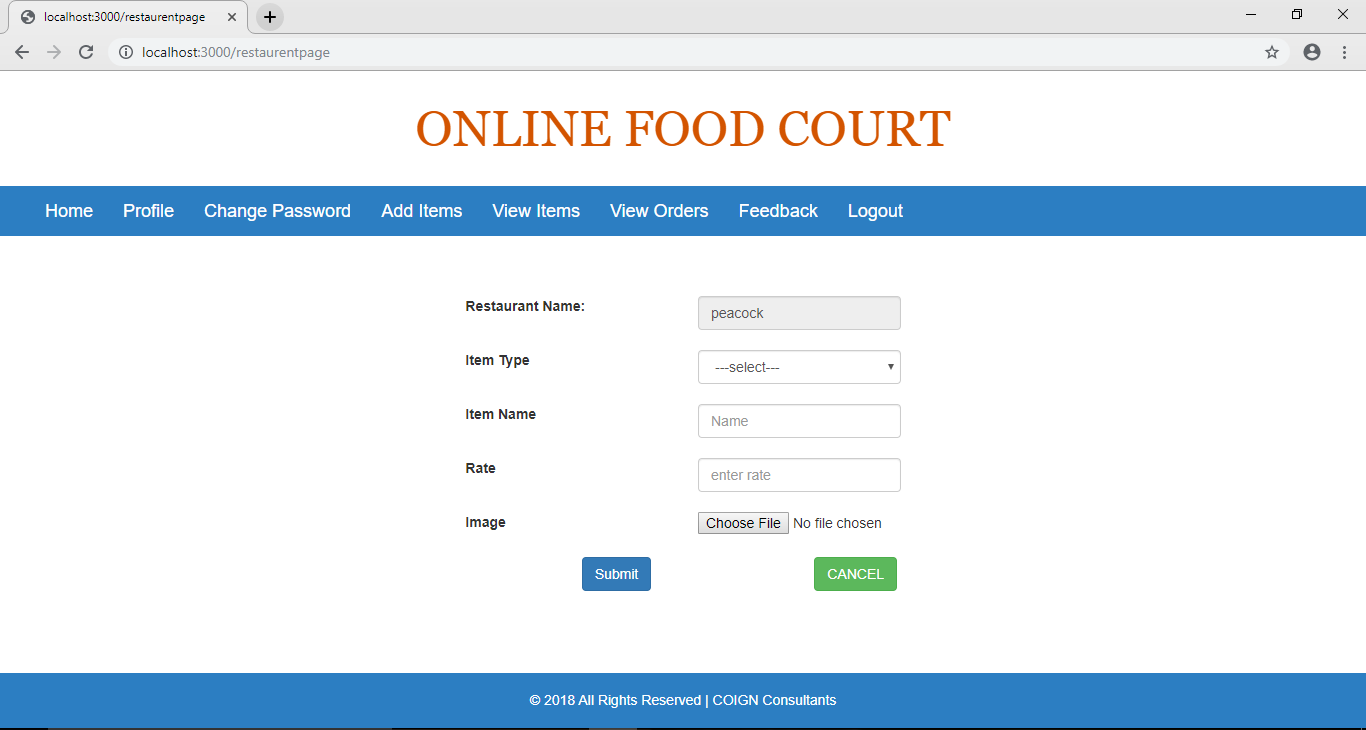 localhost:3000/restaurentpage
localhost:3000/restaurentpage
ONLINE FOOD COURT
Home Profile Change Password Add Items View Items View Orders Feedback Logout
Restaurant Name: peacock
Item Type ---select---
Item Name Name
Rate enter rate
Image Choose File No file chosen
Submit CANCEL
© 2018 All Rights Reserved | COIGN Consultants